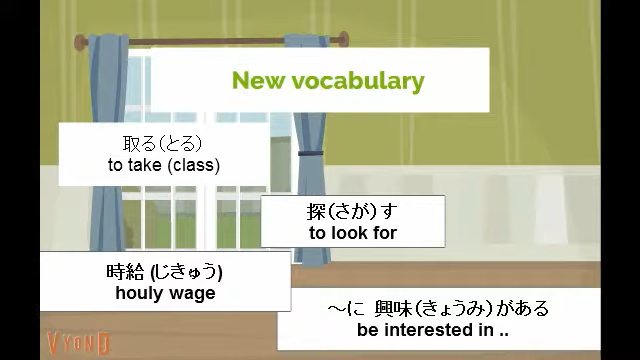 New vocabulary
取る（とる）
to take (class)
探（さが）す
to look for
時給 (じきゅう)
houly wage
～に 興味（きょうみ）がある
be interested in ..
VYOND